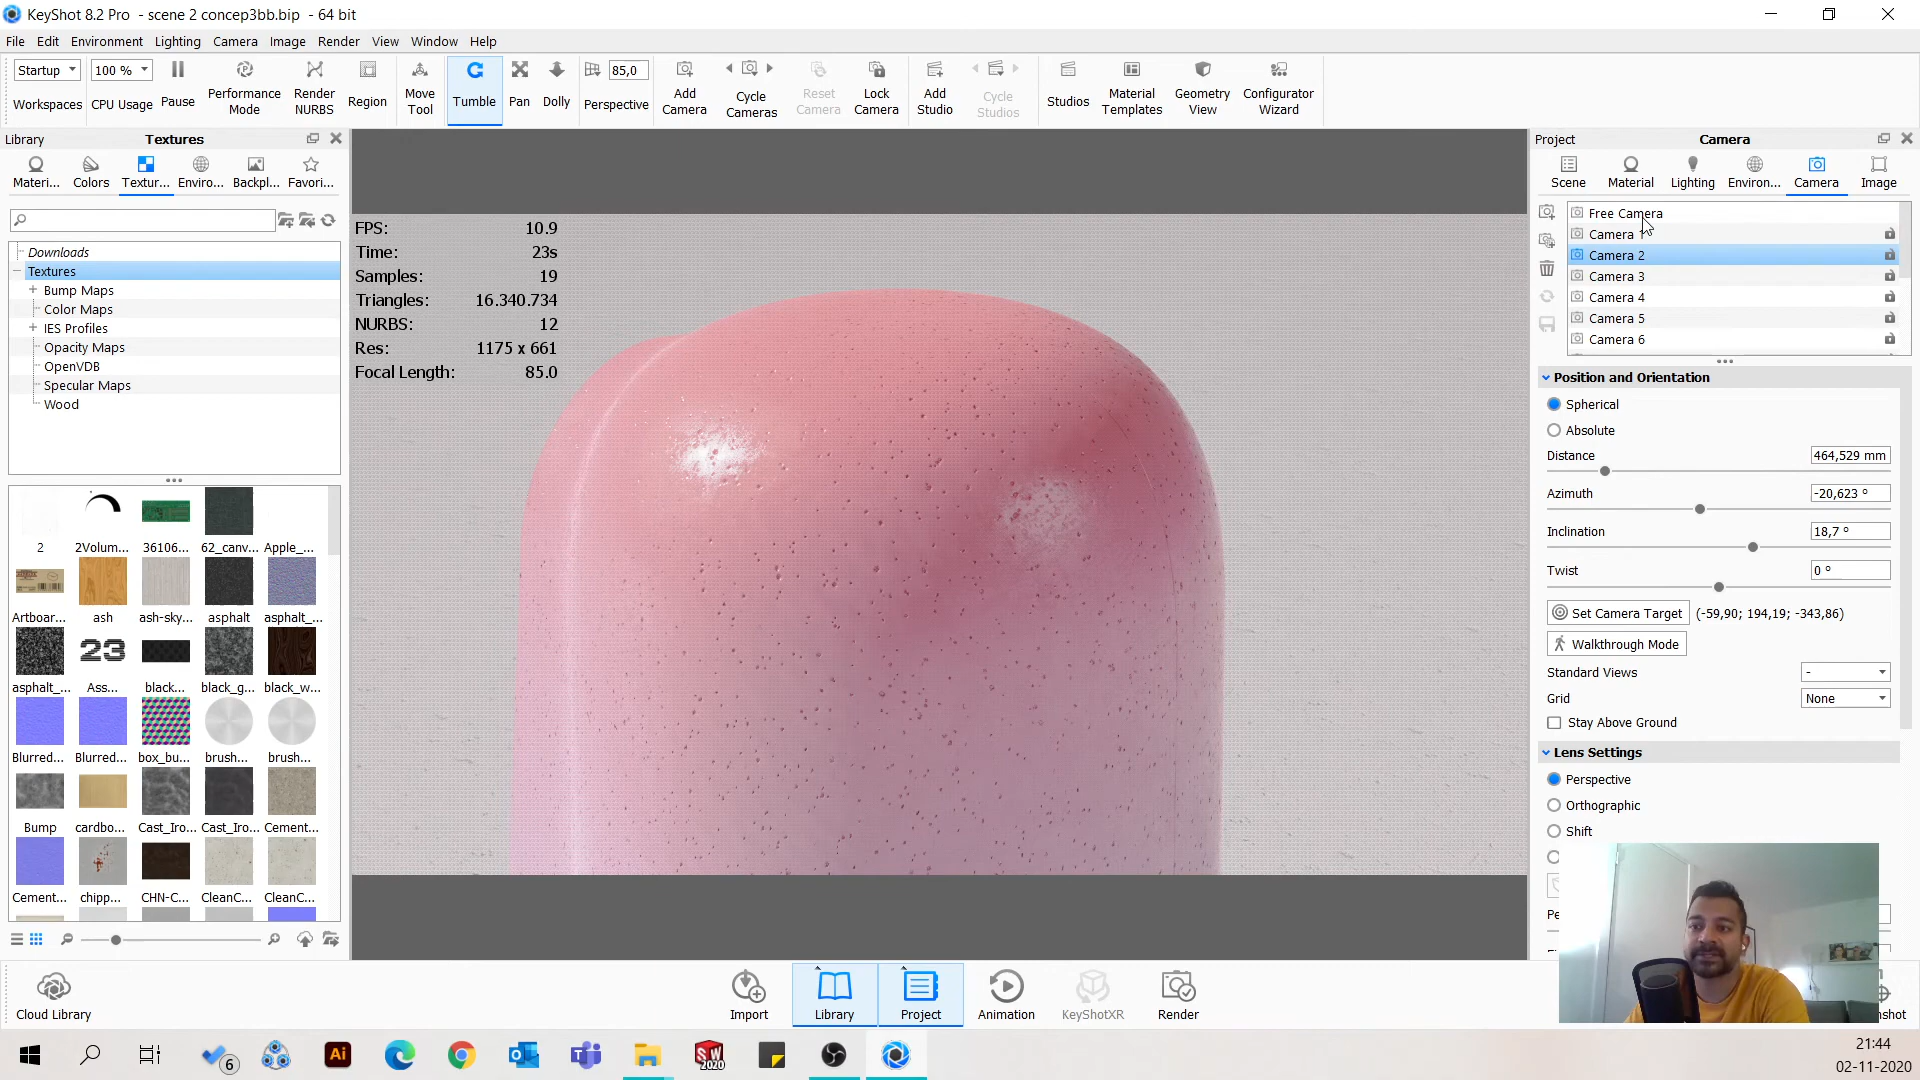 KeyShot 8.2 Pro - scene 2 concep3bb.bip - 64 bit
File Edit Environment Lighting Camera Image Render View Window Help
Startup 100 % 85,0
Workspaces CPU Usage Pause Performance Mode Render NURBS Region Move Tool Tumble Pan Dolly Perspective Add Camera Cycle Cameras Reset Camera Lock Camera Add Studio Cycle Studios Studios Material Templates Geometry View Configurator Wizard
Library Textures
Materi... Colors Textur... Enviro... Backpl... Favori...
Downloads
Textures
Bump Maps
Color Maps
IES Profiles
Opacity Maps
OpenVDB
Specular Maps
Wood
2 2Volum... 36106... 62_canv... Apple_...
Artboar... ash ash-sky... asphalt asphalt_...
23
asphalt_... Ass... black... black_g... black_w...
Blurred... Blurred... box_bu... brush... brush...
Bump cardbo... Cast_Iro... Cast_Iro... Cement...
Cement... chipp... CHN-C... CleanC... CleanC...
FPS: 10.9
Time: 23s
Samples: 19
Triangles: 16.340.734
NURBS: 12
Res: 1175 x 661
Focal Length: 85.0
Project Camera
Scene Material Lighting Environ... Camera Image
Free Camera
Camera
Camera 2
Camera 3
Camera 4
Camera 5
Camera 6
Position and Orientation
Spherical
Absolute
Distance 464,529 mm
Azimuth -20,623 °
Inclination 18,7 °
Twist 0 °
Set Camera Target (-59,90; 194,19; -343,86)
Walkthrough Mode
Standard Views -
Grid None
Stay Above Ground
Lens Settings
Perspective
Orthographic
Shift
Pe
Cloud Library Import Library Project Animation KeyShotXR Render shot
6 Ai SW 2020
21:44
02-11-2020